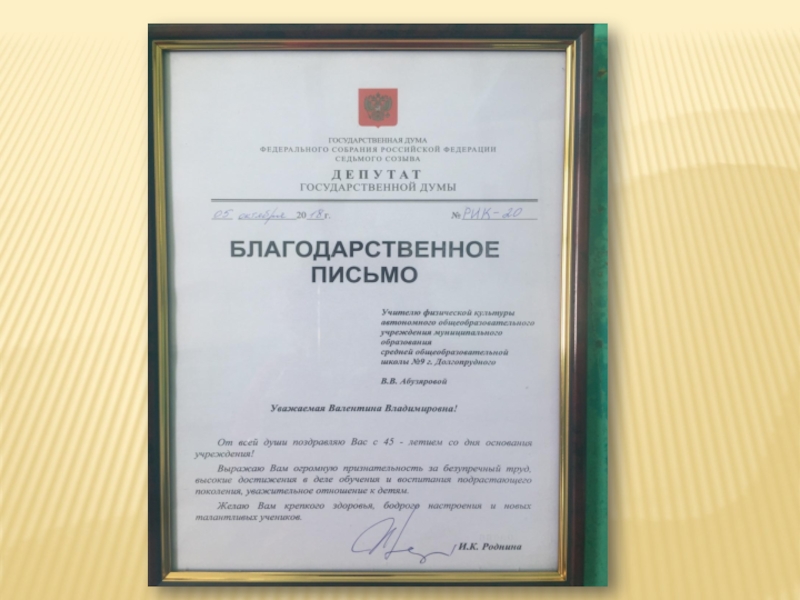 ГОСУДАРСТВЕННАЯ ДУМА
ФЕДЕРАЛЬНОГО СОБРАНИЯ РОССИЙСКОЙ ФЕДЕРАЦИИ
СЕДЬМОГО СОЗЫВА
ДЕПУТАТ
ГОСУДАРСТВЕННОЙ ДУМЫ
05 октября 2018 г. № РИК-20
БЛАГОДАРСТВЕННОЕ
ПИСЬМО
Учителю физической культуры
автономного общеобразовательного
учреждения муниципального
образования
средней общеобразовательной
школы №9 г. Долгопрудного
В.В. Абузяровой
Уважаемая Валентина Владимировна!
От всей души поздравляю Вас с 45 - летием со дня основания
учреждения!
Выражаю Вам огромную признательность за безупречный труд,
высокие достижения в деле обучения и воспитания подрастающего
поколения, уважительное отношение к детям.
Желаю Вам крепкого здоровья, бодрого настроения и новых
талантливых учеников.
И.К. Роднина